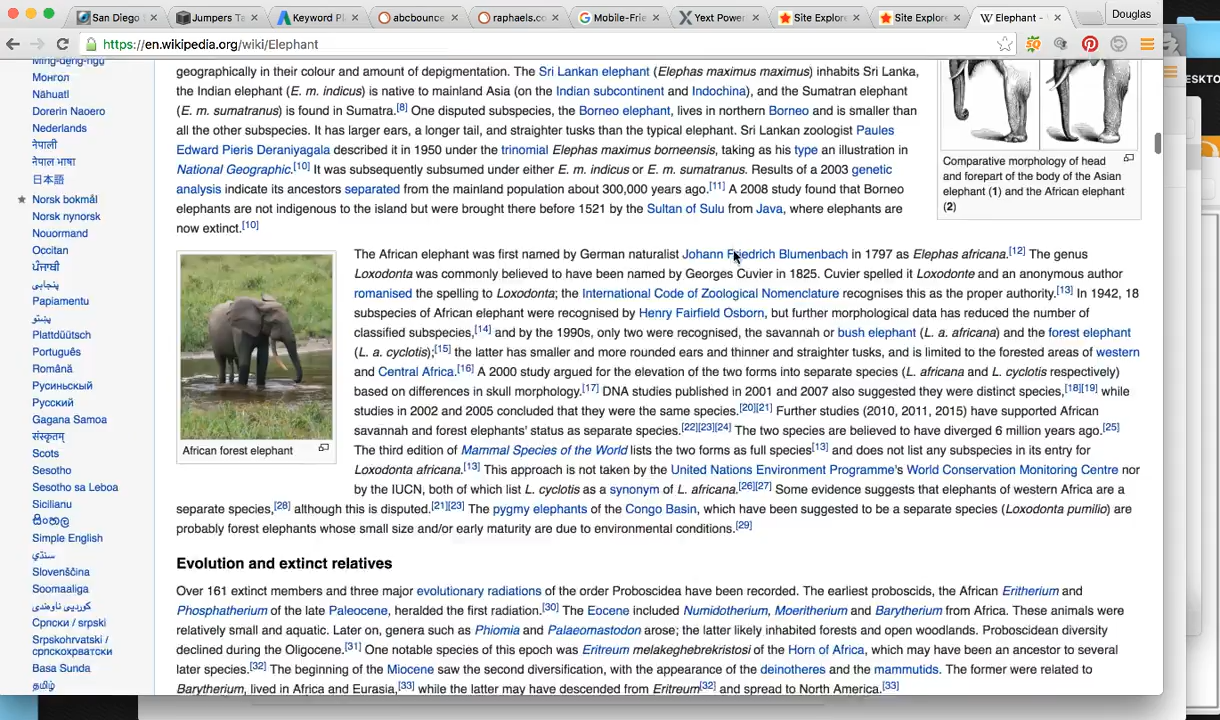 San Diego
Jumpers Ta
Keyword Pl
abcbounce
raphaels.co
Mobile-Frie
Yext Power
Site Explore
Site Explore
Elephant -
Douglas
https://en.wikipedia.org/wiki/Elephant
Mìng-dĕng-ngṳ̄
Монгол
Nāhuatl
Dorerin Naoero
Nederlands
नेपाली
नेपाल भाषा
日本語
Norsk bokmål
Norsk nynorsk
Nouormand
Occitan
ਪੰਜਾਬੀ
پنجابی
Papiamentu
پښتو
Plattdüütsch
Português
Română
Русиньскый
Русский
Gagana Samoa
संस्कृतम्
Scots
Sesotho
Sesotho sa Leboa
Sicilianu
සිංහල
Simple English
سنڌي
Slovenščina
Soomaaliga
کوردیی ناوەندی
Српски / srpski
Srpskohrvatski /
српскохрватски
Basa Sunda
தமிழ்
geographically in their colour and amount of depigmentation. The Sri Lankan elephant (Elephas maximus maximus) inhabits Sri Lanka,
the Indian elephant (E. m. indicus) is native to mainland Asia (on the Indian subcontinent and Indochina), and the Sumatran elephant
(E. m. sumatranus) is found in Sumatra.[8] One disputed subspecies, the Borneo elephant, lives in northern Borneo and is smaller than
all the other subspecies. It has larger ears, a longer tail, and straighter tusks than the typical elephant. Sri Lankan zoologist Paules
Edward Pieris Deraniyagala described it in 1950 under the trinomial Elephas maximus borneensis, taking as his type an illustration in
National Geographic.[10] It was subsequently subsumed under either E. m. indicus or E. m. sumatranus. Results of a 2003 genetic
analysis indicate its ancestors separated from the mainland population about 300,000 years ago.[11] A 2008 study found that Borneo
elephants are not indigenous to the island but were brought there before 1521 by the Sultan of Sulu from Java, where elephants are
now extinct.[10]
Comparative morphology of head
and forepart of the body of the Asian
elephant (1) and the African elephant
(2)
The African elephant was first named by German naturalist Johann Friedrich Blumenbach in 1797 as Elephas africana.[12] The genus
Loxodonta was commonly believed to have been named by Georges Cuvier in 1825. Cuvier spelled it Loxodonte and an anonymous author
romanised the spelling to Loxodonta; the International Code of Zoological Nomenclature recognises this as the proper authority.[13] In 1942, 18
subspecies of African elephant were recognised by Henry Fairfield Osborn, but further morphological data has reduced the number of
classified subspecies,[14] and by the 1990s, only two were recognised, the savannah or bush elephant (L. a. africana) and the forest elephant
(L. a. cyclotis);[15] the latter has smaller and more rounded ears and thinner and straighter tusks, and is limited to the forested areas of western
and Central Africa.[16] A 2000 study argued for the elevation of the two forms into separate species (L. africana and L. cyclotis respectively)
based on differences in skull morphology.[17] DNA studies published in 2001 and 2007 also suggested they were distinct species,[18][19] while
studies in 2002 and 2005 concluded that they were the same species.[20][21] Further studies (2010, 2011, 2015) have supported African
savannah and forest elephants' status as separate species.[22][23][24] The two species are believed to have diverged 6 million years ago.[25]
The third edition of Mammal Species of the World lists the two forms as full species[13] and does not list any subspecies in its entry for
Loxodonta africana.[13] This approach is not taken by the United Nations Environment Programme's World Conservation Monitoring Centre nor
by the IUCN, both of which list L. cyclotis as a synonym of L. africana.[26][27] Some evidence suggests that elephants of western Africa are a
separate species,[28] although this is disputed.[21][23] The pygmy elephants of the Congo Basin, which have been suggested to be a separate species (Loxodonta pumilio) are
probably forest elephants whose small size and/or early maturity are due to environmental conditions.[29]
African forest elephant
Evolution and extinct relatives
Over 161 extinct members and three major evolutionary radiations of the order Proboscidea have been recorded. The earliest proboscids, the African Eritherium and
Phosphatherium of the late Paleocene, heralded the first radiation.[30] The Eocene included Numidotherium, Moeritherium and Barytherium from Africa. These animals were
relatively small and aquatic. Later on, genera such as Phiomia and Palaeomastodon arose; the latter likely inhabited forests and open woodlands. Proboscidean diversity
declined during the Oligocene.[31] One notable species of this epoch was Eritreum melakeghebrekristosi of the Horn of Africa, which may have been an ancestor to several
later species.[32] The beginning of the Miocene saw the second diversification, with the appearance of the deinotheres and the mammutids. The former were related to
Barytherium, lived in Africa and Eurasia,[33] while the latter may have descended from Eritreum[32] and spread to North America.[33]
ESKTO